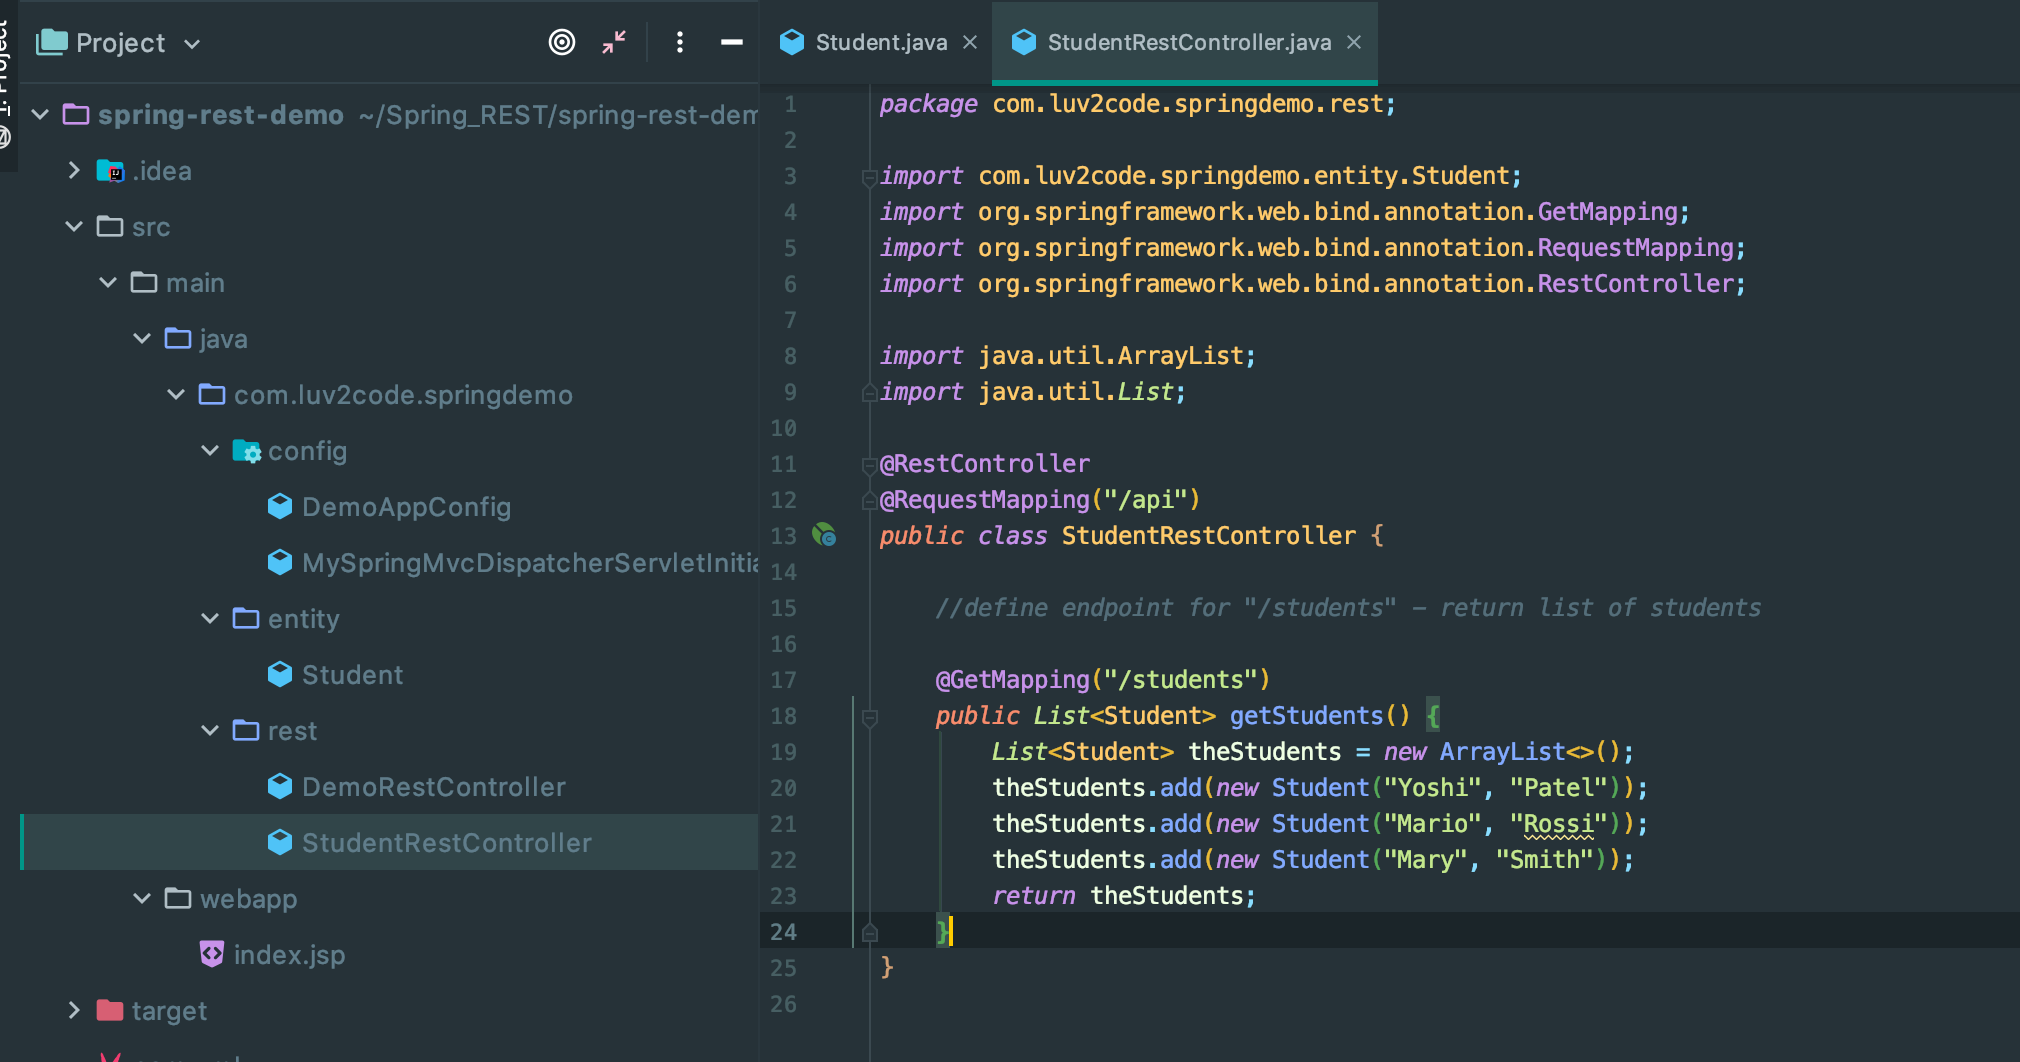 Project
Student.java
StudentRestController.java
Project
spring-rest-demo ~/Spring_REST/spring-rest-dem
.idea
src
main
java
com.luv2code.springdemo
config
DemoAppConfig
MySpringMvcDispatcherServletInitia
entity
Student
rest
DemoRestController
StudentRestController
webapp
index.jsp
target
1 package com.luv2code.springdemo.rest;
2
3 import com.luv2code.springdemo.entity.Student;
4 import org.springframework.web.bind.annotation.GetMapping;
5 import org.springframework.web.bind.annotation.RequestMapping;
6 import org.springframework.web.bind.annotation.RestController;
7
8 import java.util.ArrayList;
9 import java.util.List;
10
11 @RestController
12 @RequestMapping("/api")
13 public class StudentRestController {
14
15 //define endpoint for "/students" - return list of students
16
17 @GetMapping("/students")
18 public List<Student> getStudents() {
19 List<Student> theStudents = new ArrayList<>();
20 theStudents.add(new Student("Yoshi", "Patel"));
21 theStudents.add(new Student("Mario", "Rossi"));
22 theStudents.add(new Student("Mary", "Smith"));
23 return theStudents;
24 }
25 }
26